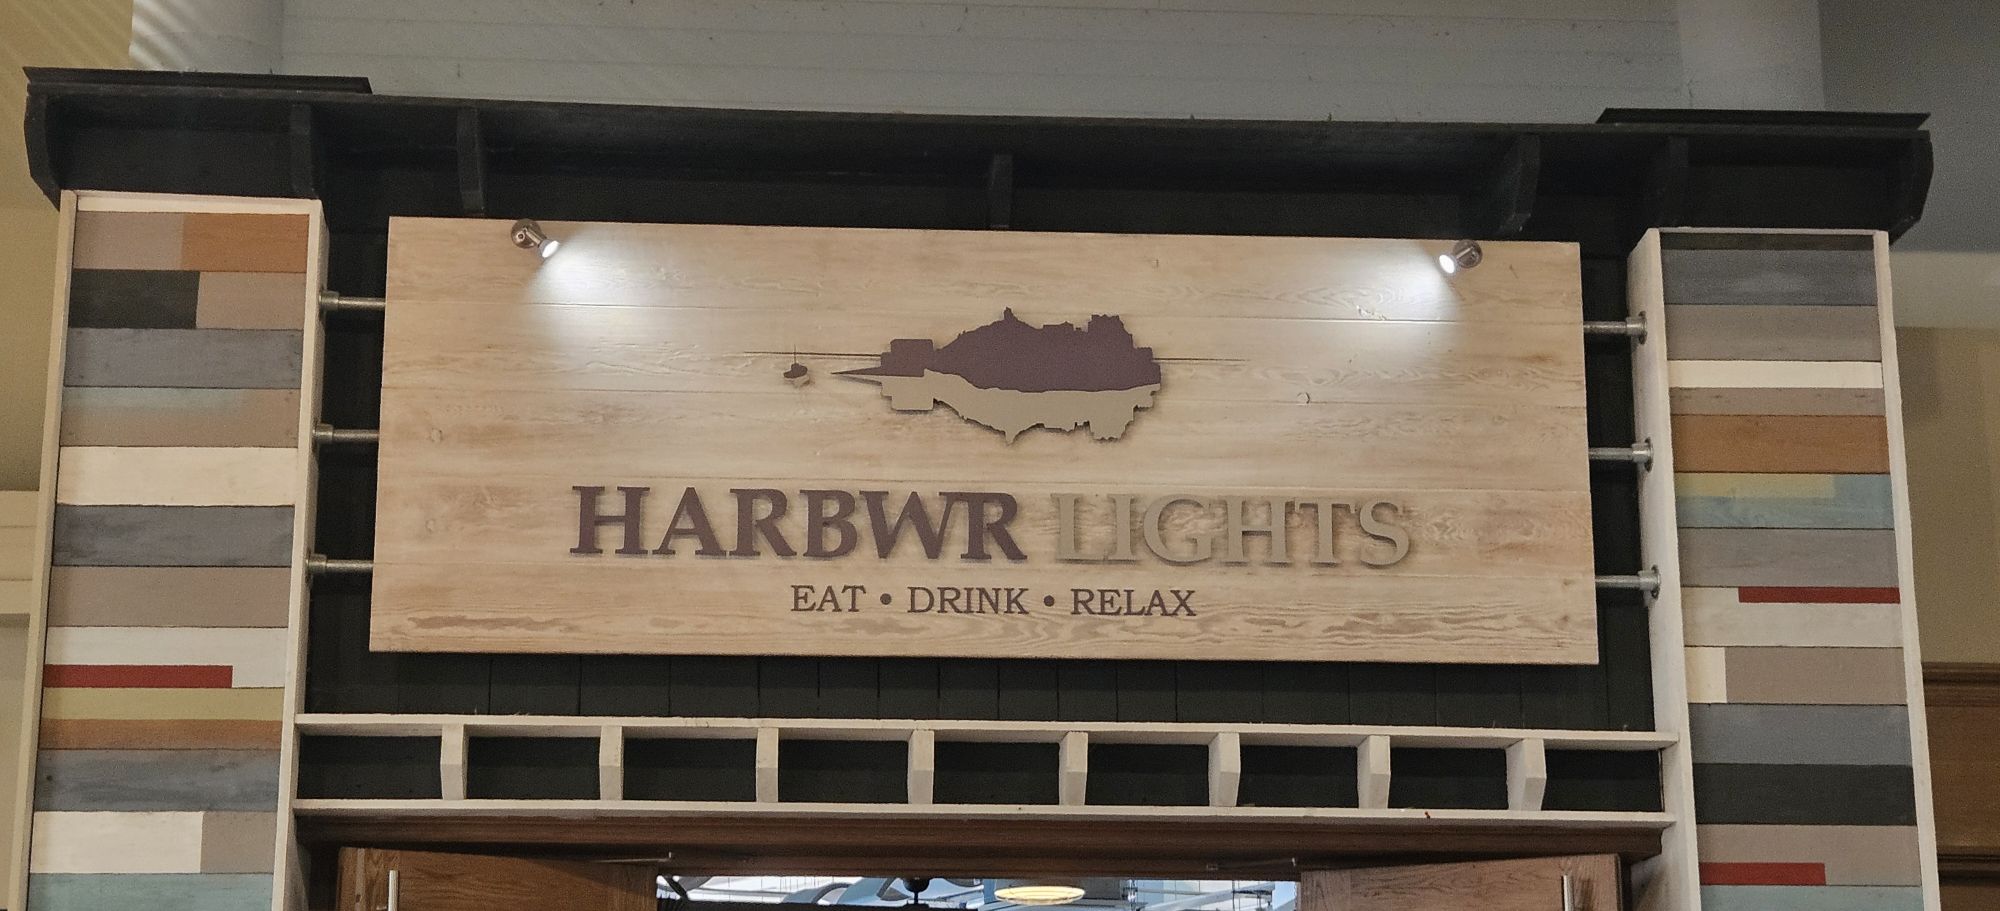 HARBWR LIGHTS
EAT • DRINK • RELAX